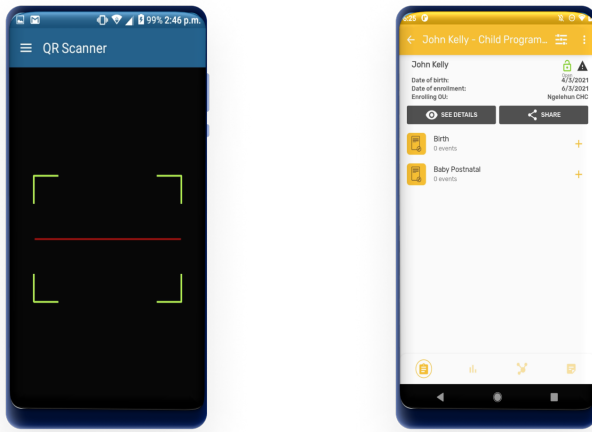 99% 2:46 p.m.
QR Scanner
6:25
John Kelly - Child Program...
John Kelly
Open
Date of birth: 4/3/2021
Date of enrollment: 6/3/2021
Enrolling OU: Ngelehun CHC
SEE DETAILS SHARE
Birth
0 events
Baby Postnatal
0 events